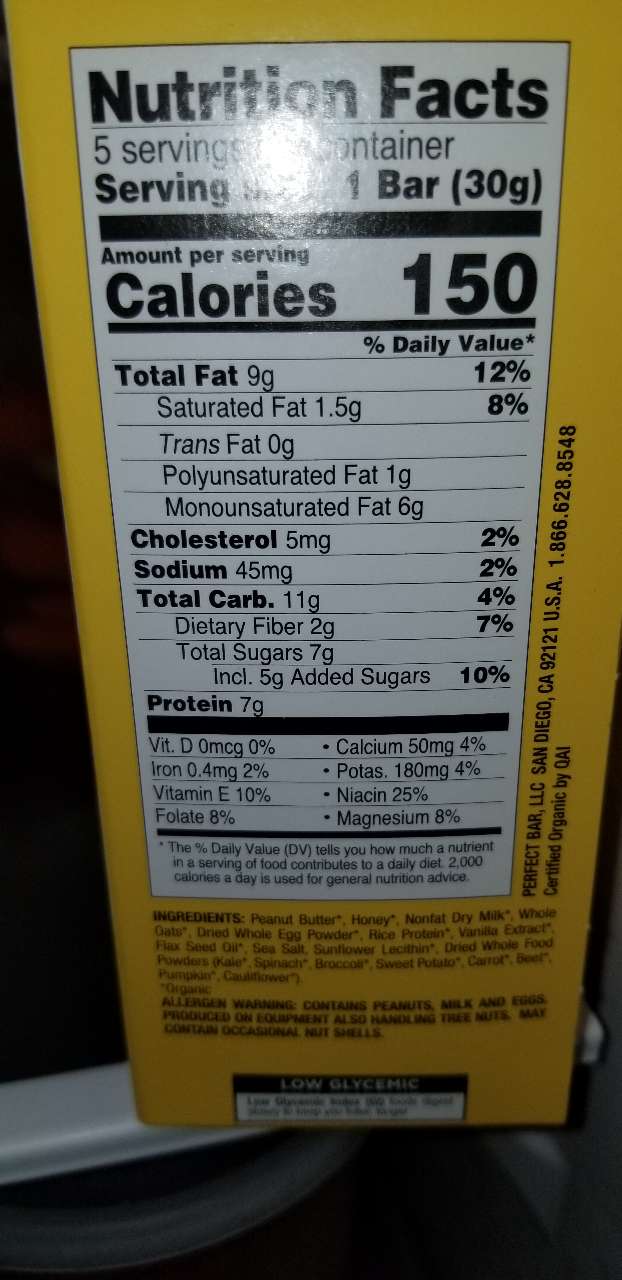 Nutrition Facts
5 servings container
Serving 1 Bar (30g)
Amount per serving
Calories 150
% Daily Value*
Total Fat 9g 12%
Saturated Fat 1.5g 8%
Trans Fat 0g
Polyunsaturated Fat 1g
Monounsaturated Fat 6g
Cholesterol 5mg 2%
Sodium 45mg 2%
Total Carb. 11g 4%
Dietary Fiber 2g 7%
Total Sugars 7g
Incl. 5g Added Sugars 10%
Protein 7g
Vit. D 0mcg 0% • Calcium 50mg 4%
Iron 0.4mg 2% • Potas. 180mg 4%
Vitamin E 10% • Niacin 25%
Folate 8% • Magnesium 8%
* The % Daily Value (DV) tells you how much a nutrient
in a serving of food contributes to a daily diet. 2,000
calories a day is used for general nutrition advice.
PERFECT BAR, LLC SAN DIEGO, CA 92121 U.S.A. 1.866.628.8548
Certified Organic by QAI
INGREDIENTS: Peanut Butter*, Honey*, Nonfat Dry Milk*, Whole
Oats*, Dried Whole Egg Powder*, Rice Protein*, Vanilla Extract*,
Flax Seed Oil*, Sea Salt, Sunflower Lecithin*, Dried Whole Food
Powders (Kale*, Spinach*, Broccoli*, Sweet Potato*, Carrot*, Beet*,
Pumpkin*, Cauliflower*).
*Organic
ALLERGEN WARNING: CONTAINS PEANUTS, MILK AND EGGS.
PRODUCED ON EQUIPMENT ALSO HANDLING TREE NUTS. MAY
CONTAIN OCCASIONAL NUT SHELLS.
LOW GLYCEMIC
Low Glycemic Index foods digest